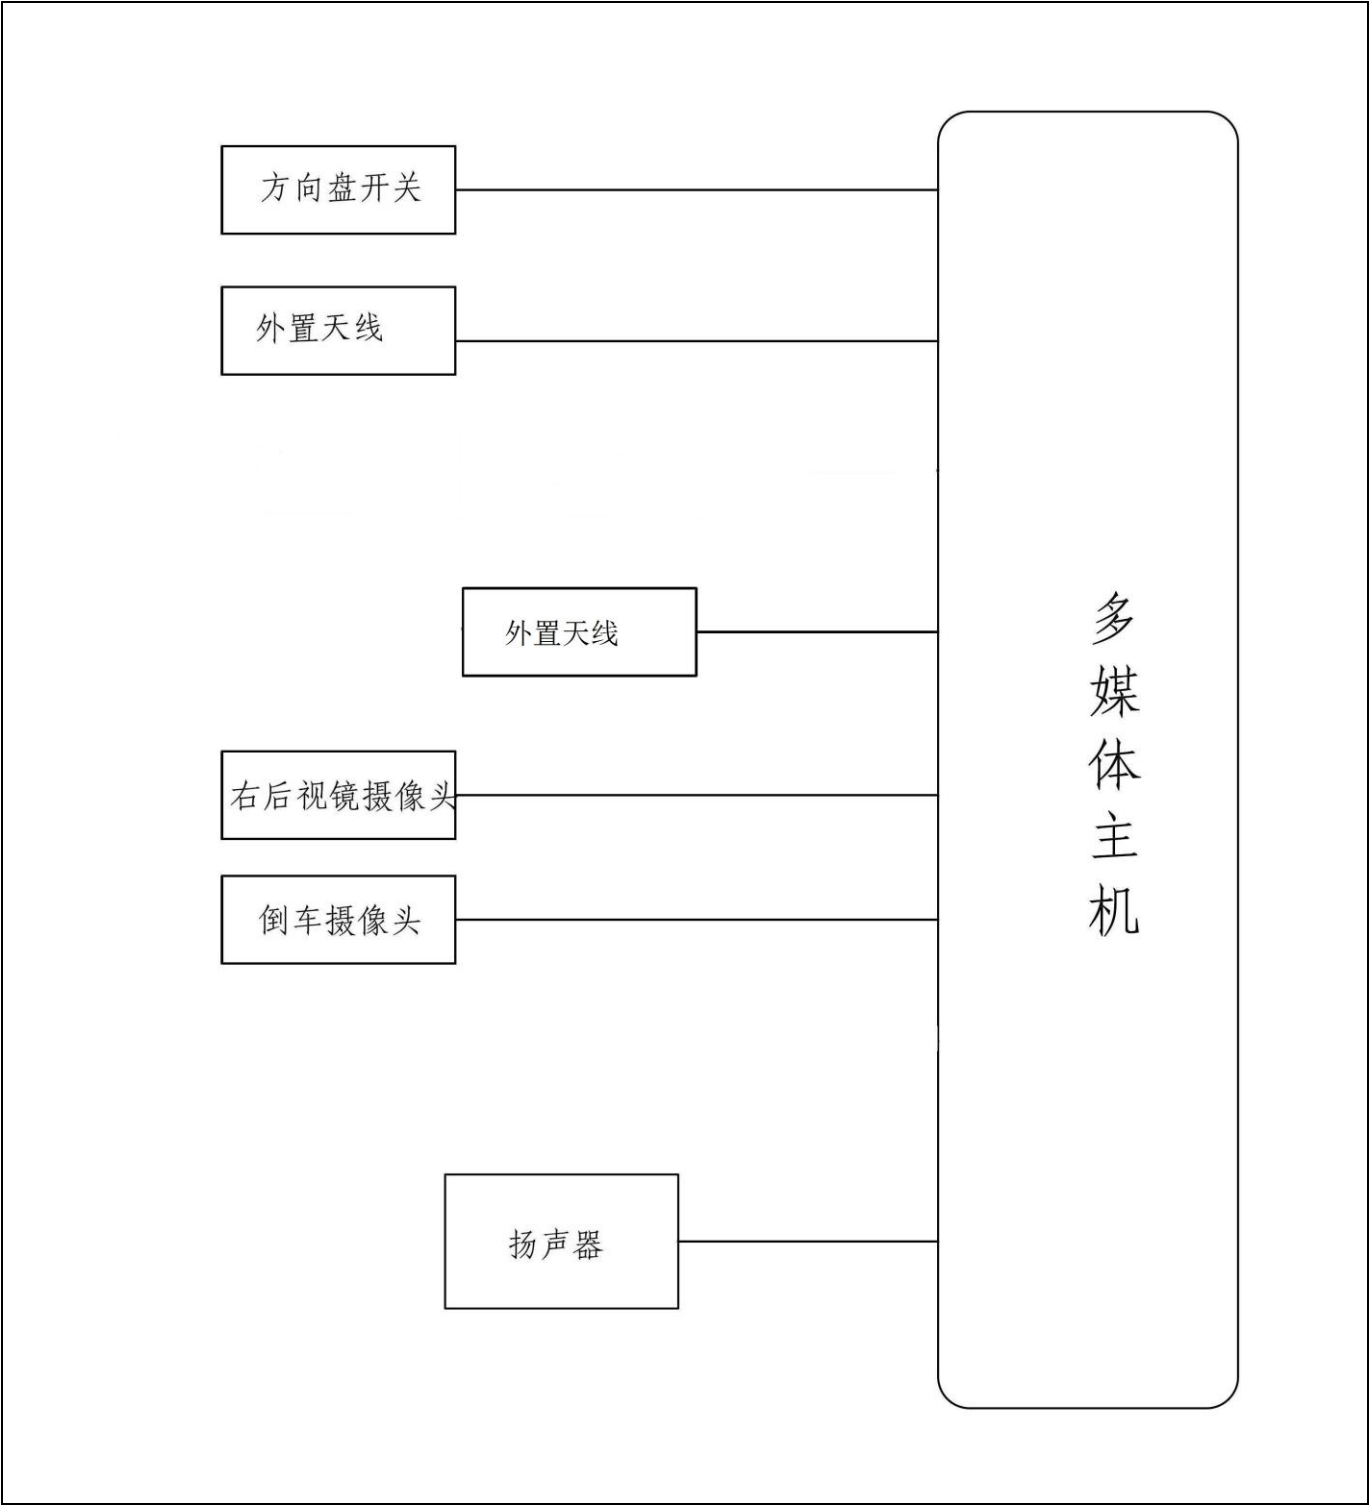 方向盘开关
外置天线
外置天线
右后视镜摄像头
倒车摄像头
扬声器
多媒体主机